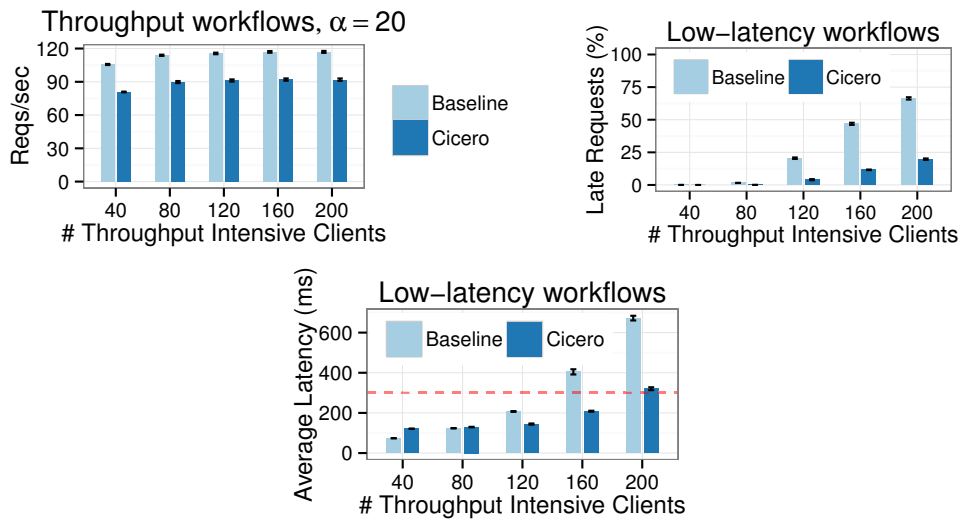 Throughput workflows, α = 20
Reqs/sec
120
90
60
30
0
40 80 120 160 200
# Throughput Intensive Clients
Baseline
Cicero
Low−latency workflows
Late Requests (%)
100
75
50
25
0
Baseline Cicero
40 80 120 160 200
# Throughput Intensive Clients
Low−latency workflows
Average Latency (ms)
600
400
200
0
Baseline Cicero
40 80 120 160 200
# Throughput Intensive Clients